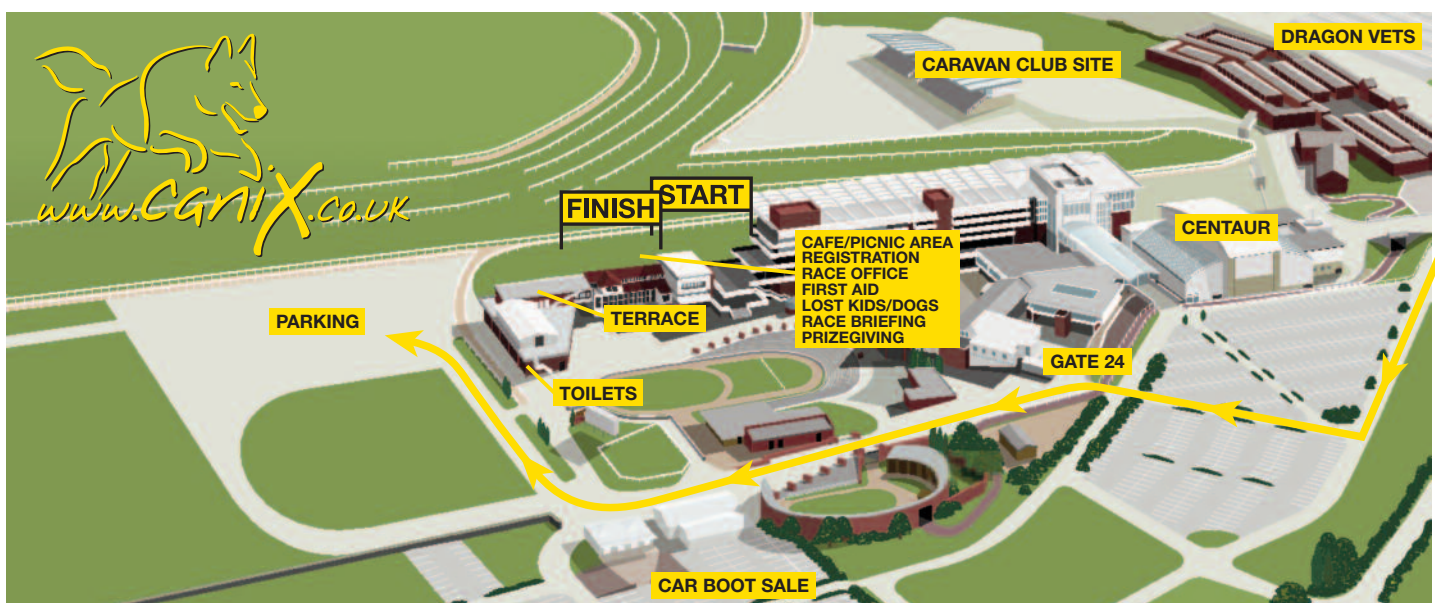 DRAGON VETS
CARAVAN CLUB SITE
www.caniX.co.uk
START
FINISH
CENTAUR
CAFE/PICNIC AREA
REGISTRATION
RACE OFFICE
FIRST AID
LOST KIDS/DOGS
RACE BRIEFING
PRIZEGIVING
PARKING
TERRACE
GATE 24
TOILETS
CAR BOOT SALE